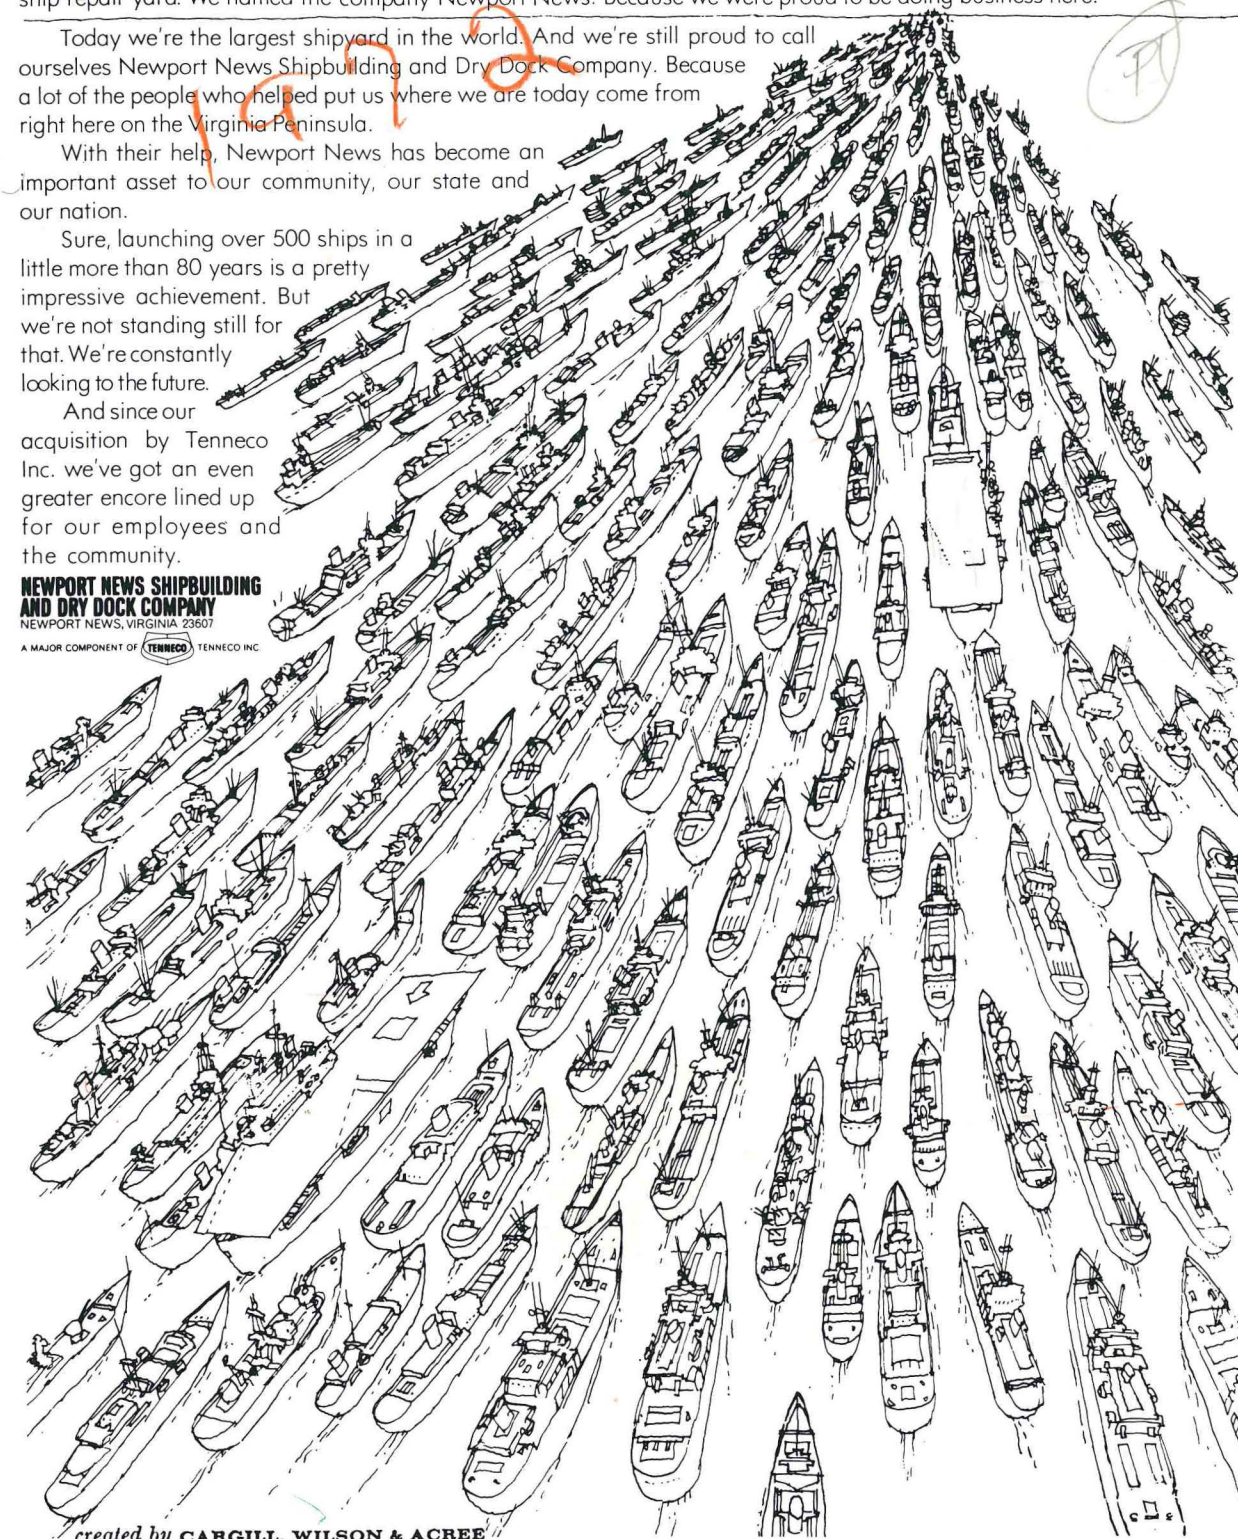 ship repair yard. We named the company Newport News. Because we were proud to be doing business here.
Today we're the largest shipyard in the world. And we're still proud to call
ourselves Newport News Shipbuilding and Dry Dock Company. Because
a lot of the people who helped put us where we are today come from
right here on the Virginia Peninsula.
With their help, Newport News has become an
important asset to our community, our state and
our nation.
Sure, launching over 500 ships in a
little more than 80 years is a pretty
impressive achievement. But
we're not standing still for
that. We're constantly
looking to the future.
And since our
acquisition by Tenneco
Inc. we've got an even
greater encore lined up
for our employees and
the community.
NEWPORT NEWS SHIPBUILDING
AND DRY DOCK COMPANY
NEWPORT NEWS, VIRGINIA 23607
A MAJOR COMPONENT OF TENNECO TENNECO INC
1972
created by CARGILL, WILSON & ACREE